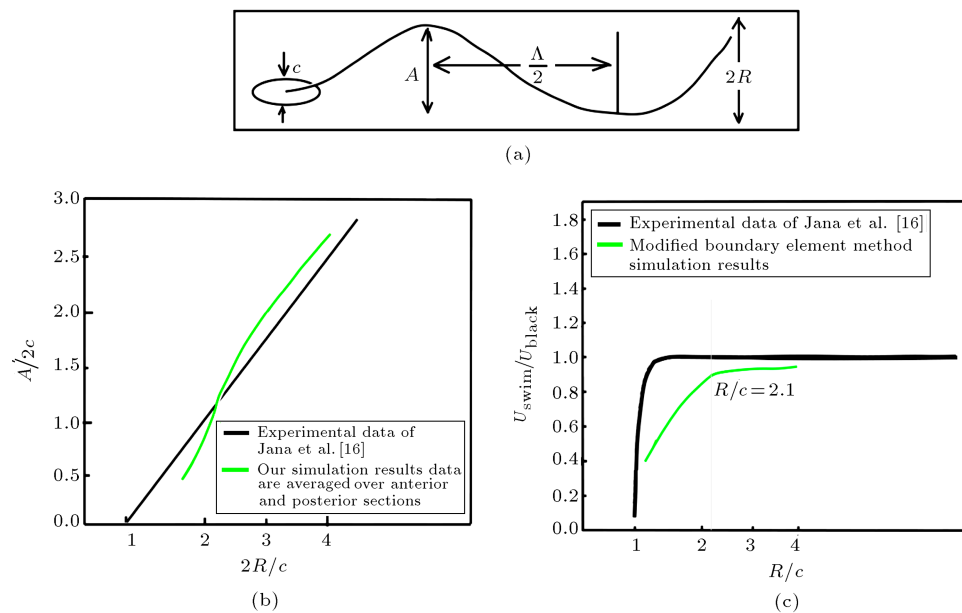 c
A
Λ
2
2R
(a)
3.0
2.5
2.0
1.5
1.0
0.5
0.0
A/2c
Experimental data of
Jana et al. [16]
Our simulation results data
are averaged over anterior
and posterior sections
1 2 3 4
2R/c
(b)
1.8
1.6
1.4
1.2
1.0
0.8
0.6
0.4
0.2
0.0
Uswim/Ublack
Experimental data of Jana et al. [16]
Modified boundary element method
simulation results
R/c=2.1
1 2 3 4
R/c
(c)